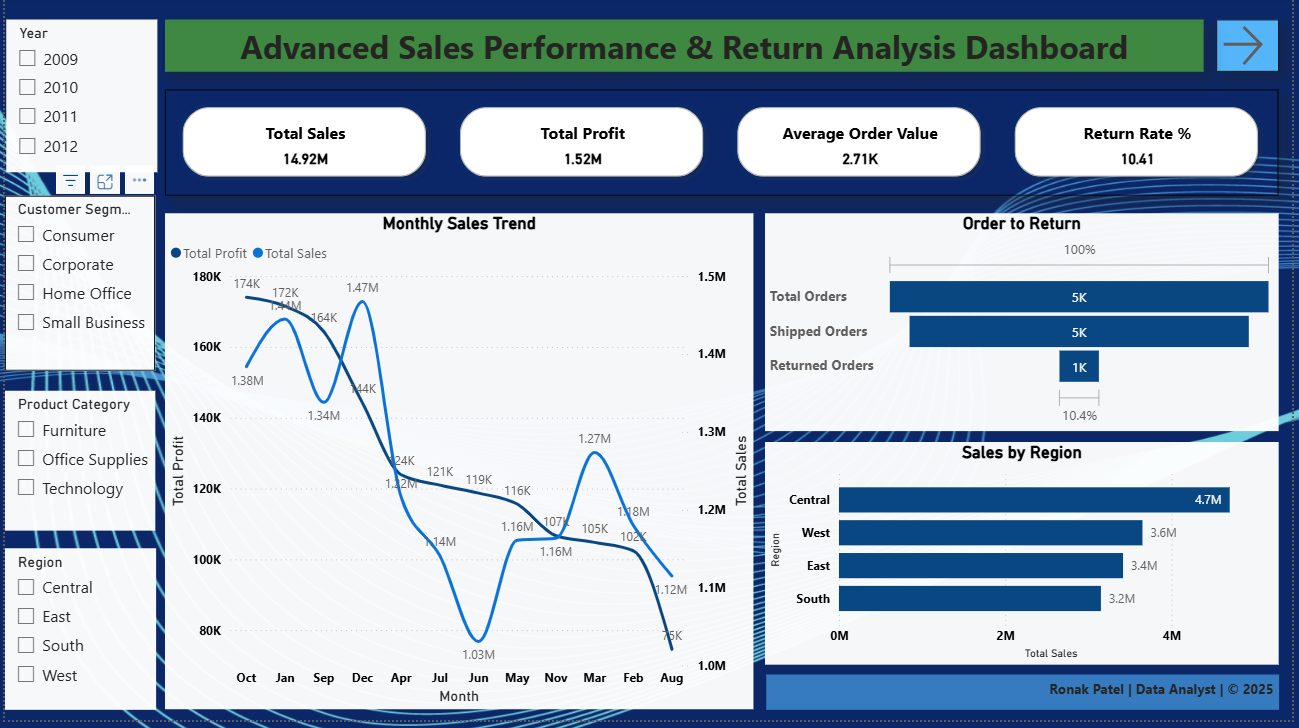 Year
2009
2010
2011
2012
Customer Segm...
Consumer
Corporate
Home Office
Small Business
Product Category
Furniture
Office Supplies
Technology
Region
Central
East
South
West
Advanced Sales Performance & Return Analysis Dashboard
Total Sales
14.92M
Total Profit
1.52M
Average Order Value
2.71K
Return Rate %
10.41
Monthly Sales Trend
Total Profit Total Sales
180K
160K
140K
120K
100K
80K
Total Profit
174K
172K
164K
144K
124K
121K
119K
116K
107K
105K
102K
75K
1.38M
1.44M
1.34M
1.47M
1.22M
1.14M
1.03M
1.16M
1.16M
1.27M
1.18M
1.12M
1.5M
1.4M
1.3M
1.2M
1.1M
1.0M
Total Sales
Oct Jan Sep Dec Apr Jul Jun May Nov Mar Feb Aug
Month
Order to Return
100%
Total Orders 5K
Shipped Orders 5K
Returned Orders 1K
10.4%
Sales by Region
Region
Central 4.7M
West 3.6M
East 3.4M
South 3.2M
0M 2M 4M
Total Sales
Ronak Patel | Data Analyst | © 2025